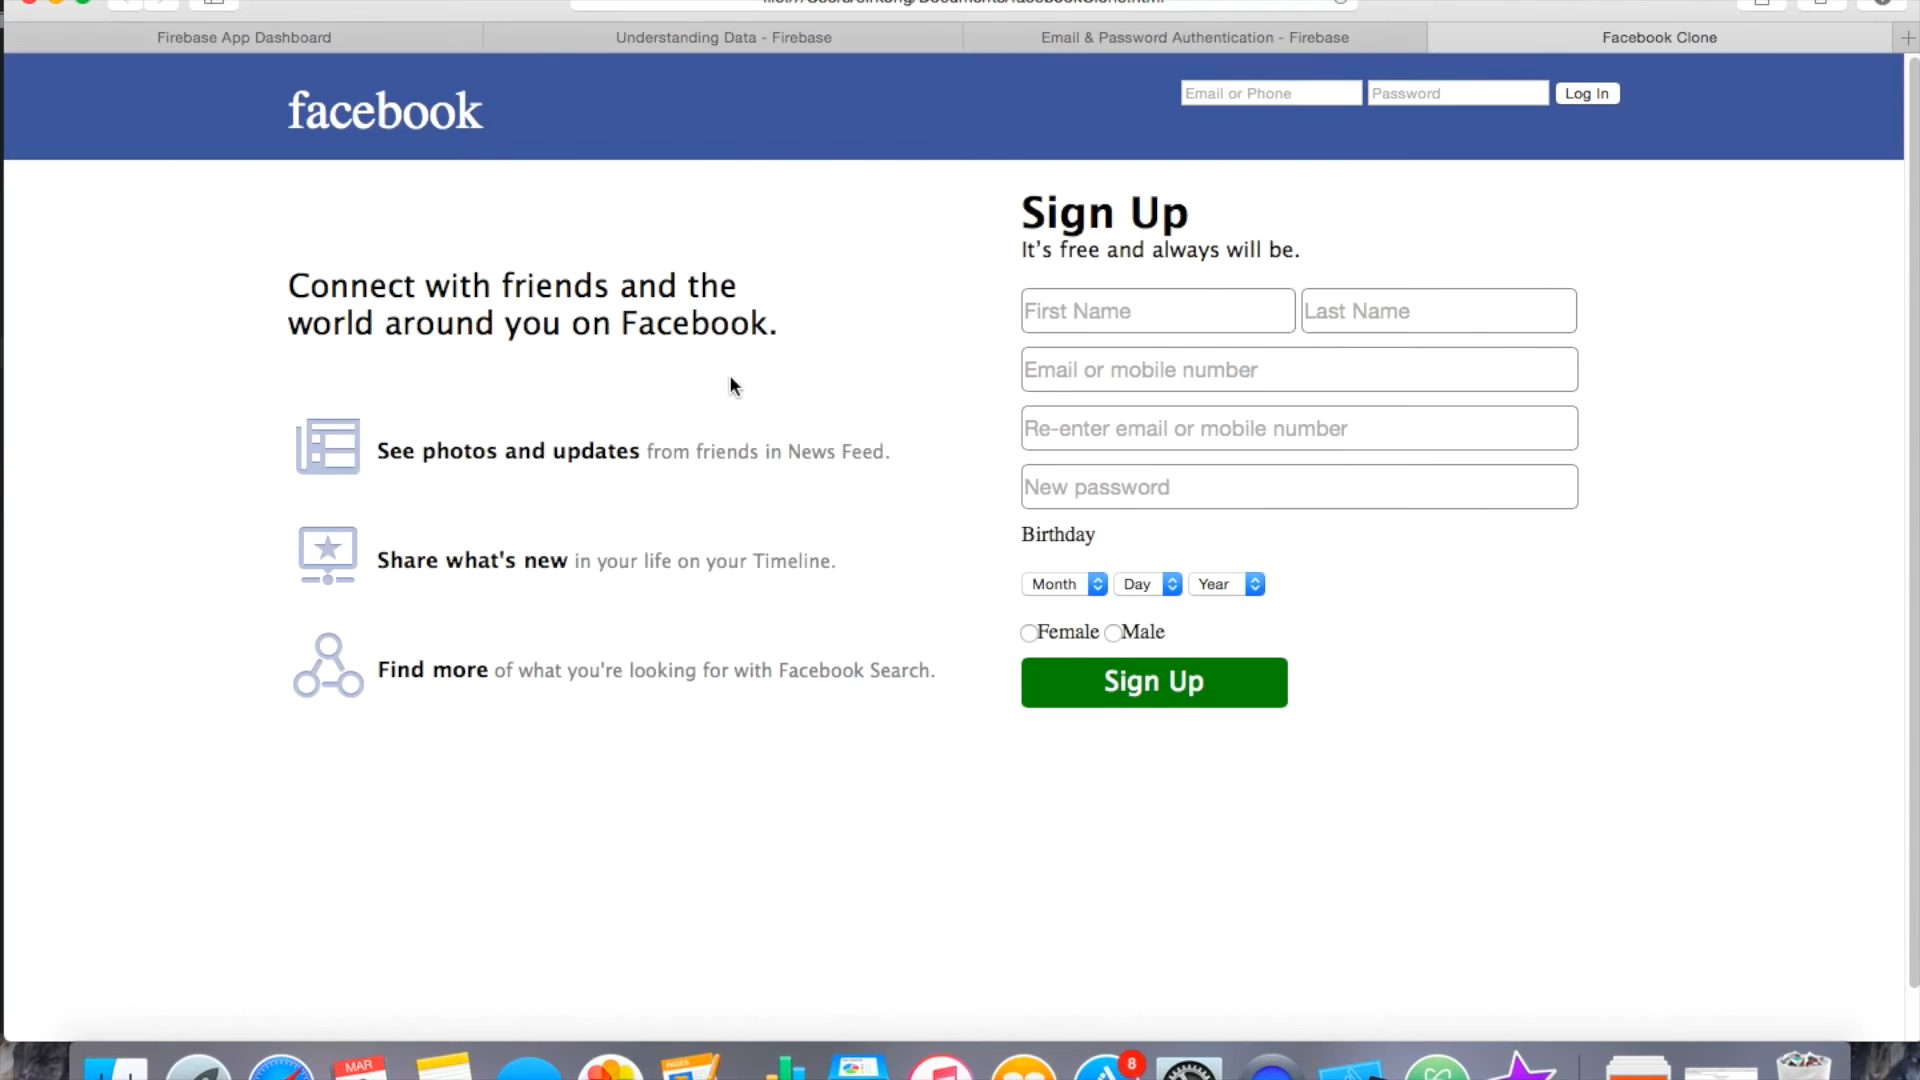 Firebase App Dashboard
Understanding Data - Firebase
Email & Password Authentication - Firebase
Facebook Clone
facebook
Email or Phone
Password
Log In
Sign Up
It's free and always will be.
Connect with friends and the
world around you on Facebook.
First Name
Last Name
Email or mobile number
Re-enter email or mobile number
New password
See photos and updates from friends in News Feed.
Share what's new in your life on your Timeline.
Find more of what you're looking for with Facebook Search.
Birthday
Month
Day
Year
Female
Male
Sign Up
MAR
PAGES
8